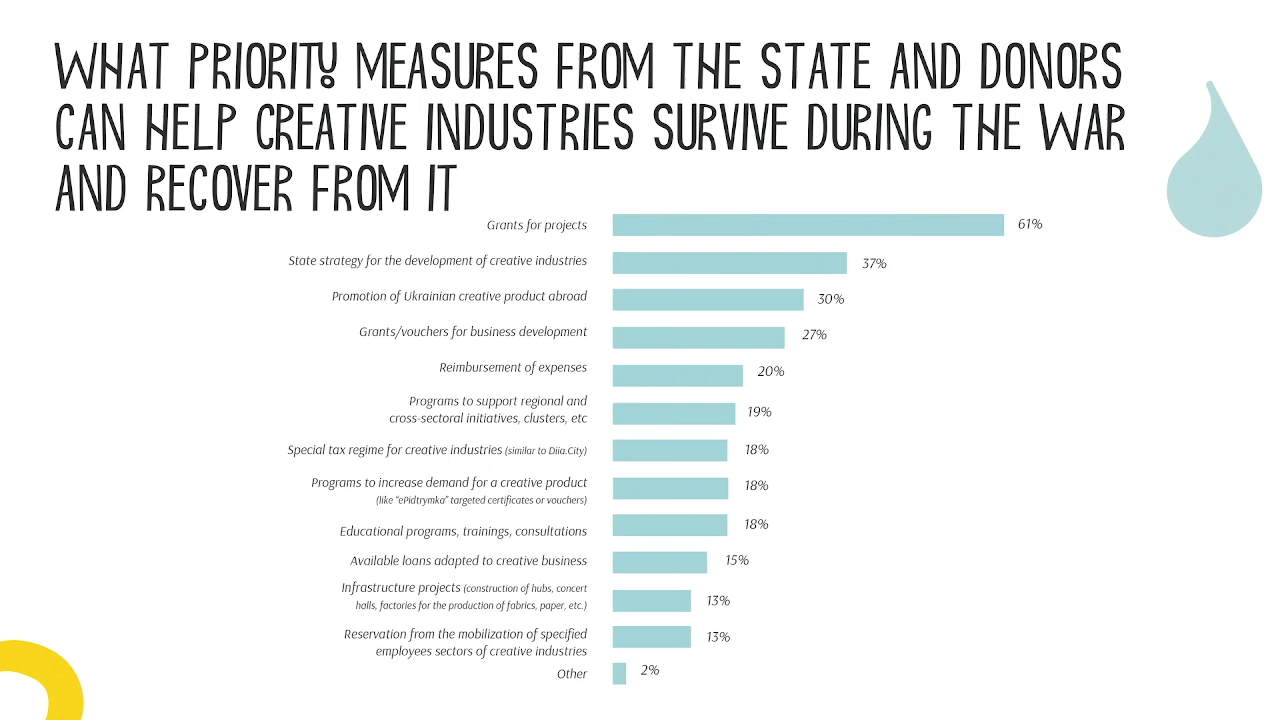 WHAT PRIORITY MEASURES FROM THE STATE AND DONORS
CAN HELP CREATIVE INDUSTRIES SURVIVE DURING THE WAR
AND RECOVER FROM IT
Grants for projects 61%
State strategy for the development of creative industries 37%
Promotion of Ukrainian creative product abroad 30%
Grants/vouchers for business development 27%
Reimbursement of expenses 20%
Programs to support regional and
cross-sectoral initiatives, clusters, etc 19%
Special tax regime for creative industries (similar to Diia.City) 18%
Programs to increase demand for a creative product 18%
(like "ePidtrymka" targeted certificates or vouchers)
Educational programs, trainings, consultations 18%
Available loans adapted to creative business 15%
Infrastructure projects (construction of hubs, concert
halls, factories for the production of fabrics, paper, etc.) 13%
Reservation from the mobilization of specified 13%
employees sectors of creative industries
Other 2%